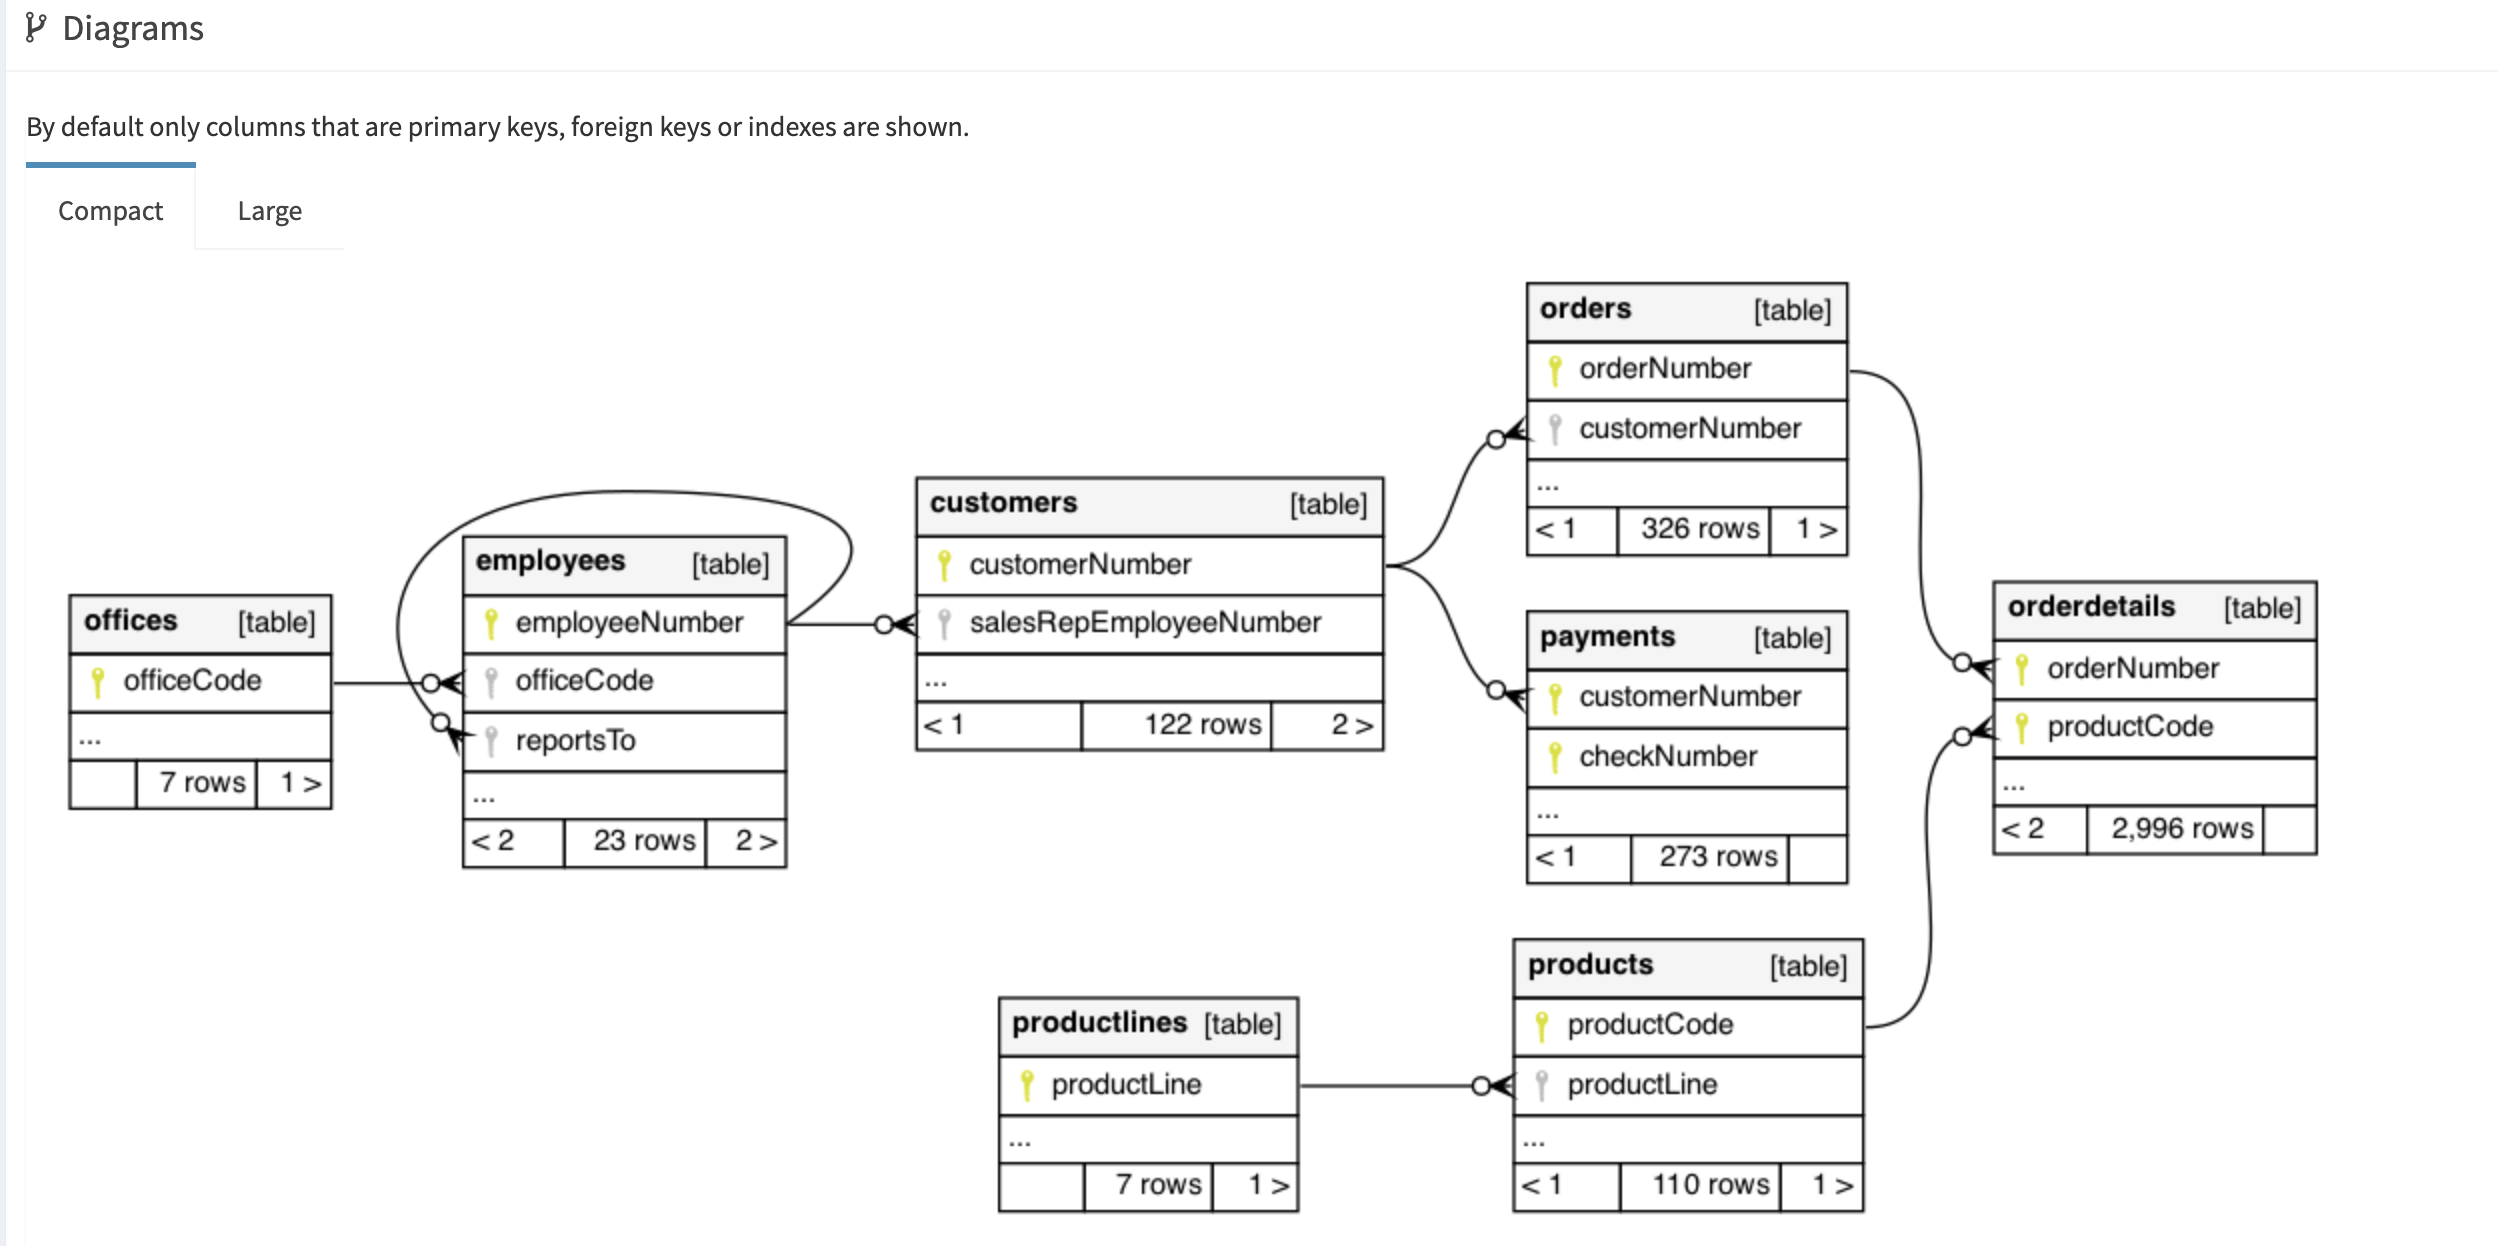 Diagrams
By default only columns that are primary keys, foreign keys or indexes are shown.
Compact
Large
offices [table]
officeCode
...
7 rows 1 >
employees [table]
employeeNumber
officeCode
reportsTo
...
< 2 23 rows 2 >
customers [table]
customerNumber
salesRepEmployeeNumber
...
< 1 122 rows 2 >
orders [table]
orderNumber
customerNumber
...
< 1 326 rows 1 >
payments [table]
customerNumber
checkNumber
...
< 1 273 rows
orderdetails [table]
orderNumber
productCode
...
< 2 2,996 rows
productlines [table]
productLine
...
7 rows 1 >
products [table]
productCode
productLine
...
< 1 110 rows 1 >